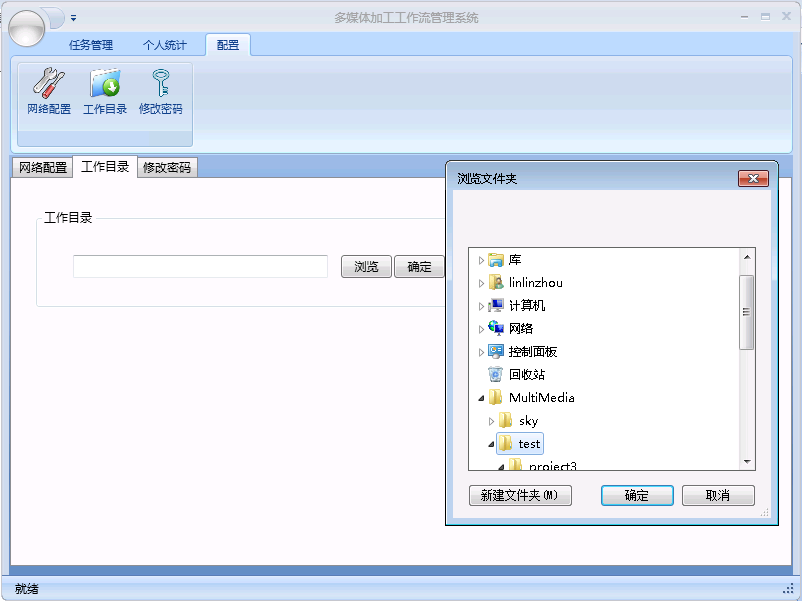 多媒体加工工作流管理系统
任务管理 个人统计 配置
网络配置 工作目录 修改密码
网络配置 工作目录 修改密码
工作目录
浏览 确定
浏览文件夹
库
linlinzhou
计算机
网络
控制面板
回收站
MultiMedia
sky
test
project3
新建文件夹(M) 确定 取消
就绪